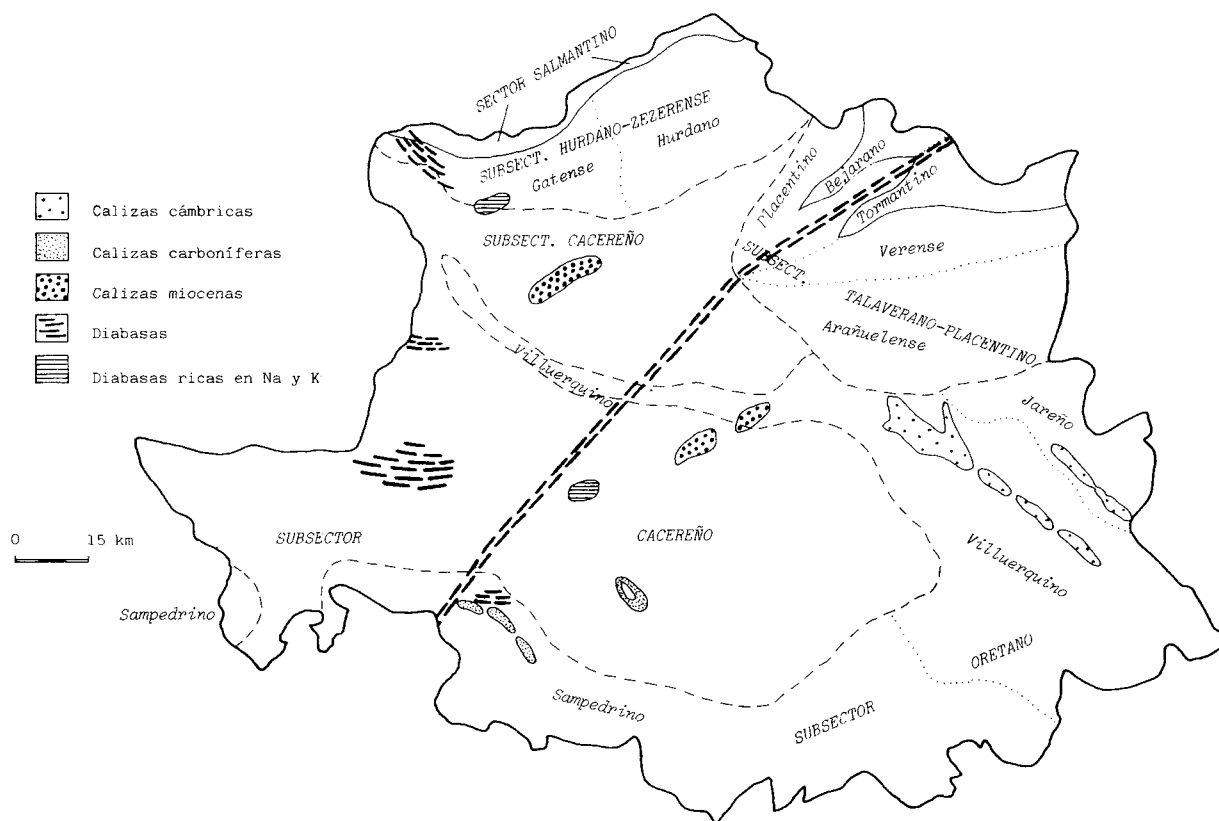 SECTOR SALMANTINO
SUBSECT. HURDANO-ZEZERENSE
Gatense
Hurdano
Placentino
Bejarano
Tormantino
Verense
SUBSECT.
TALAVERANO-PLACENTINO
Arañuelense
SUBSECT. CACEREÑO
Calizas cámbricas
Calizas carboníferas
Calizas miocenas
Diabasas
Diabasas ricas en Na y K
Villuerquino
Jareño
0 15 km
SUBSECTOR
CACEREÑO
Villuerquino
Sampedrino
ORETANO
Sampedrino
SUBSECTOR